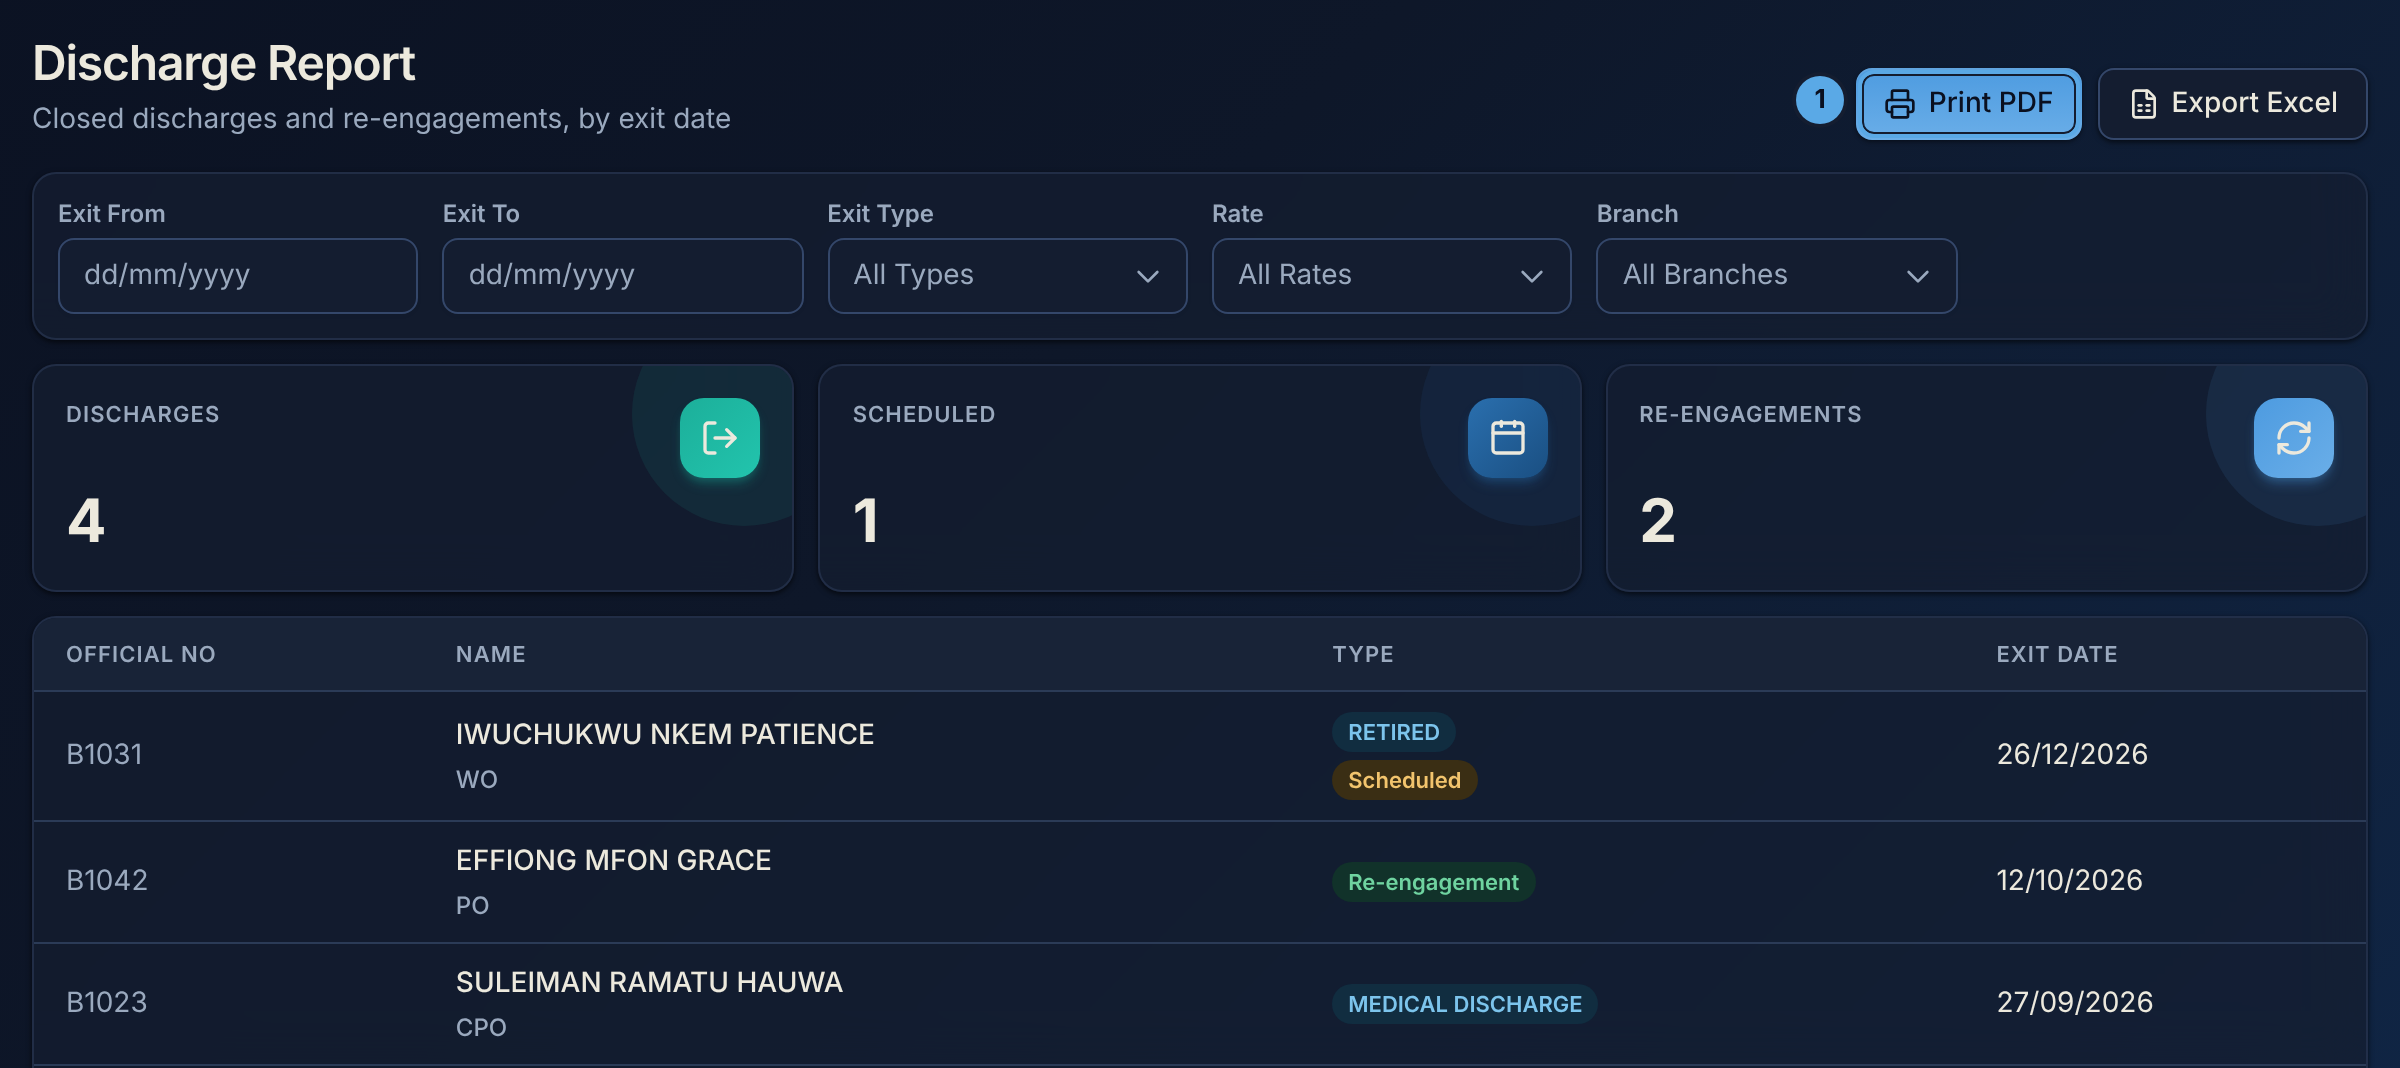 Discharge Report
Closed discharges and re-engagements, by exit date
1
Print PDF
Export Excel
Exit From
Exit To
Exit Type
Rate
Branch
dd/mm/yyyy
dd/mm/yyyy
All Types
All Rates
All Branches
DISCHARGES
4
SCHEDULED
1
RE-ENGAGEMENTS
2
OFFICIAL NO
NAME
TYPE
EXIT DATE
B1031
IWUCHUKWU NKEM PATIENCE
WO
RETIRED
Scheduled
26/12/2026
B1042
EFFIONG MFON GRACE
PO
Re-engagement
12/10/2026
B1023
SULEIMAN RAMATU HAUWA
CPO
MEDICAL DISCHARGE
27/09/2026